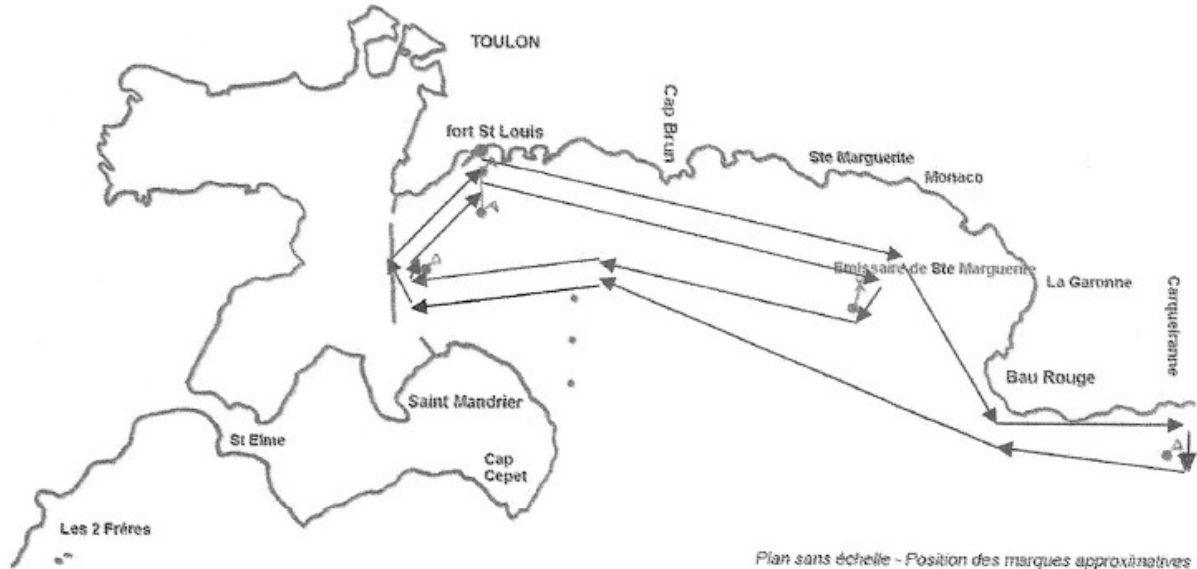 TOULON
fort St Louis
Cap Brun
Ste Marguerite
Monaco
Emissaire de Ste Marguerite
La Garonne
Carqueiranne
Bau Rouge
Saint Mandrier
St Elme
Cap
Cepet
Les 2 Fréres
Plan sans échelle - Position des marques approximatives